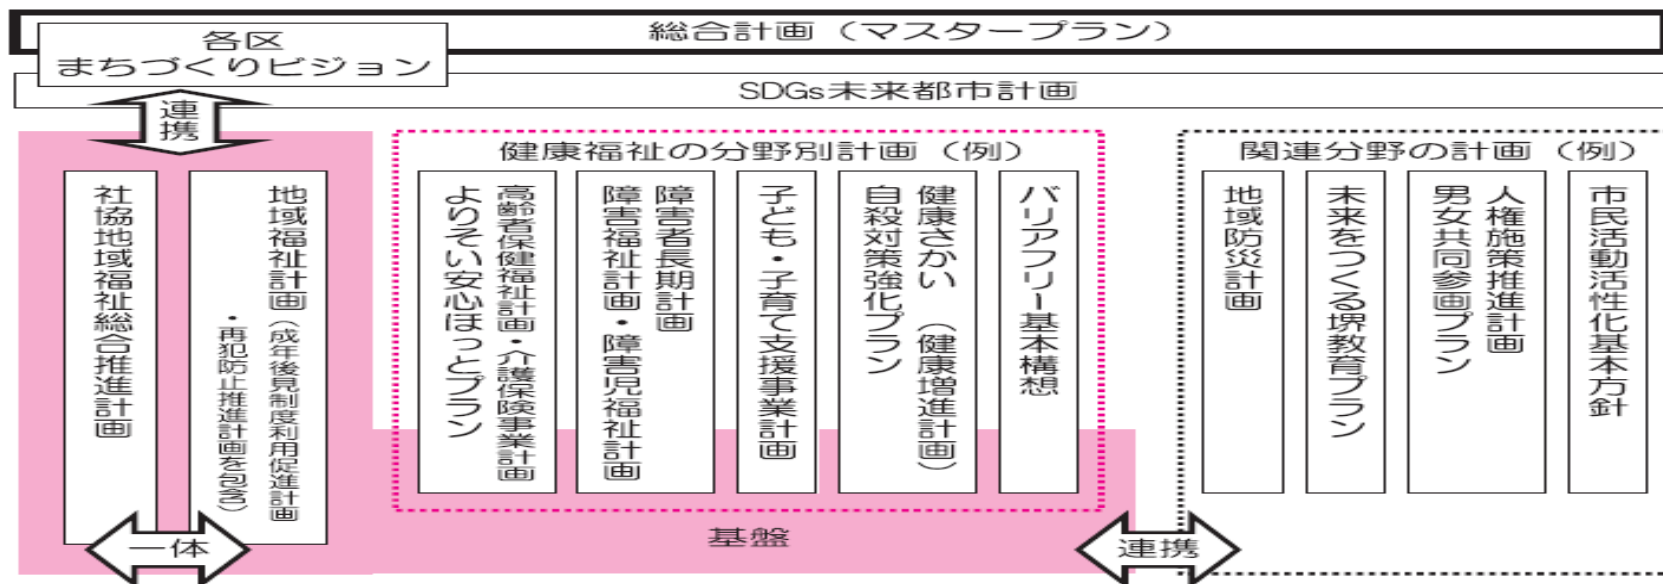 総合計画（マスタープラン）
各区
まちづくりビジョン
SDGs未来都市計画
連携
社協地域福祉総合推進計画
地域福祉計画（成年後見制度利用促進計画
・再犯防止推進計画を包含）
一体
健康福祉の分野別計画（例）
高齢者保健福祉計画・介護保険事業計画
よりそい安心ほっとプラン
障害者長期計画
障害福祉計画・障害児福祉計画
子ども・子育て支援事業計画
健康さかい（健康増進計画）
自殺対策強化プラン
バリアフリー基本構想
基盤
連携
関連分野の計画（例）
地域防災計画
未来をつくる堺教育プラン
人権施策推進計画
男女共同参画プラン
市民活動活性化基本方針